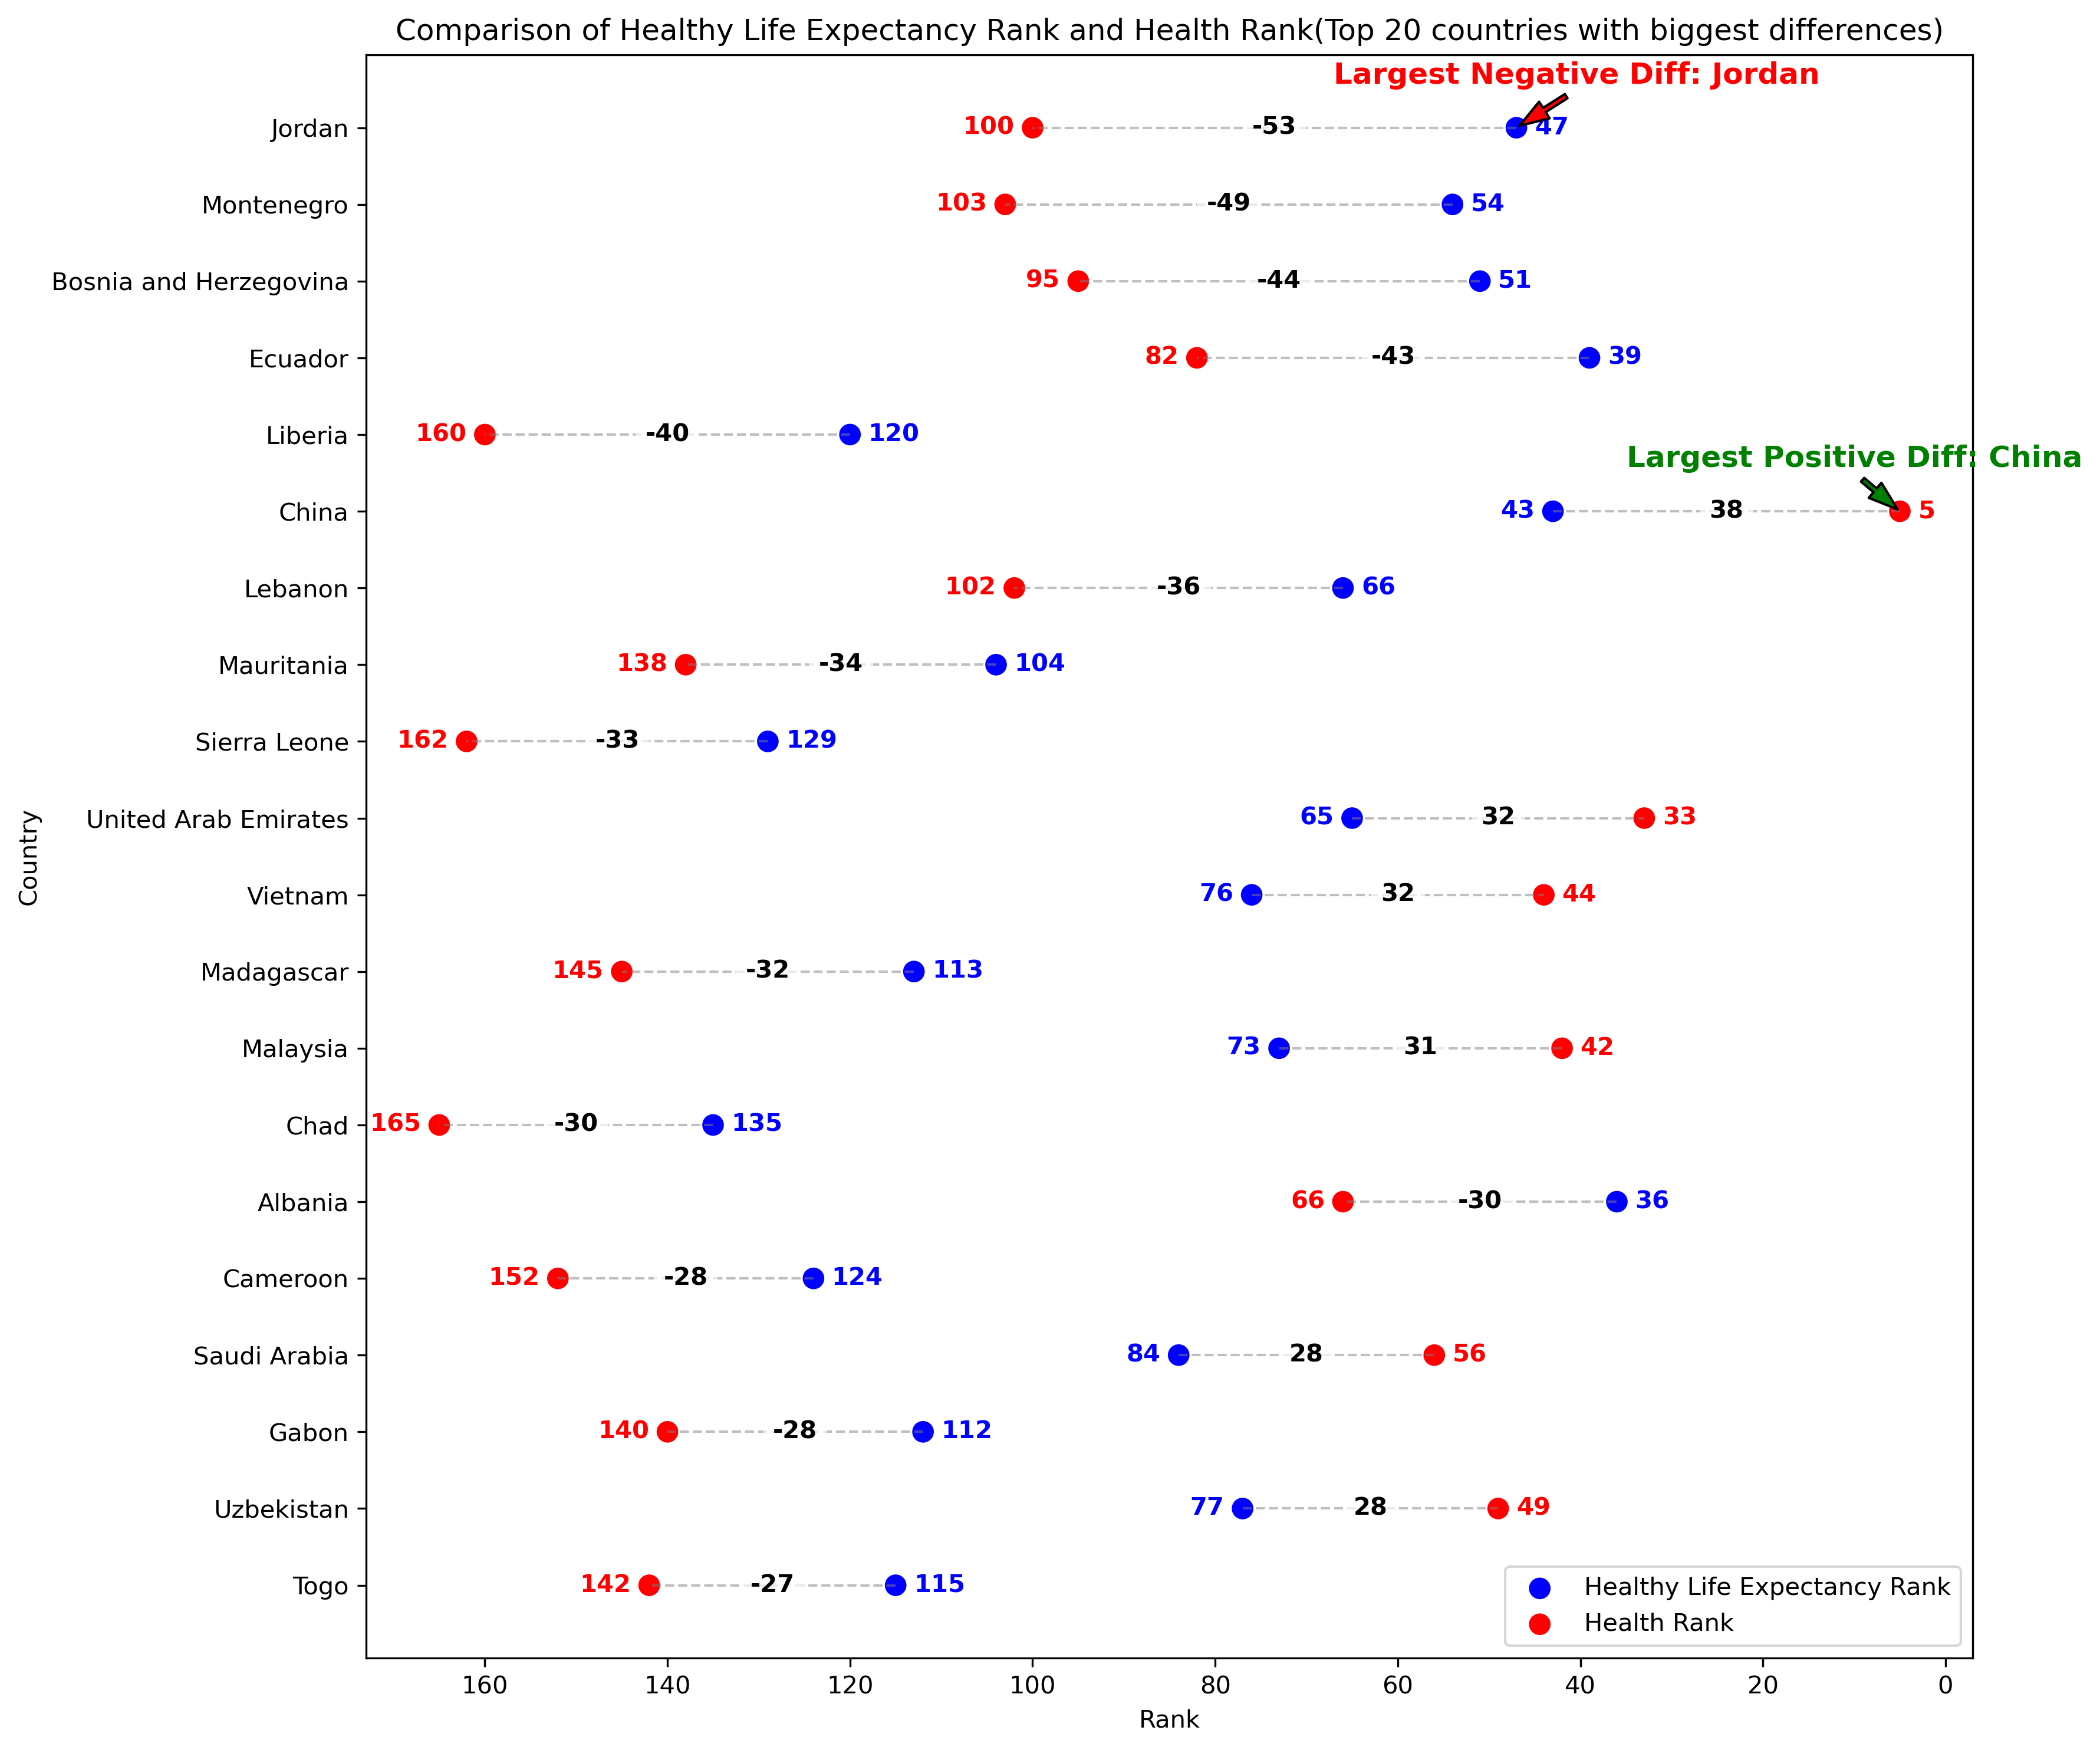 Comparison of Healthy Life Expectancy Rank and Health Rank(Top 20 countries with biggest differences)
Largest Negative Diff: Jordan
Jordan 100 -53 47
Montenegro 103 -49 54
Bosnia and Herzegovina 95 -44 51
Ecuador 82 -43 39
Liberia 160 -40 120
Largest Positive Diff: China
China 43 38 5
Lebanon 102 -36 66
Mauritania 138 -34 104
Sierra Leone 162 -33 129
United Arab Emirates 65 32 33
Vietnam 76 32 44
Madagascar 145 -32 113
Malaysia 73 31 42
Chad 165 -30 135
Albania 66 -30 36
Cameroon 152 -28 124
Saudi Arabia 84 28 56
Gabon 140 -28 112
Uzbekistan 77 28 49
Togo 142 -27 115
Country
Healthy Life Expectancy Rank
Health Rank
160 140 120 100 80 60 40 20 0
Rank